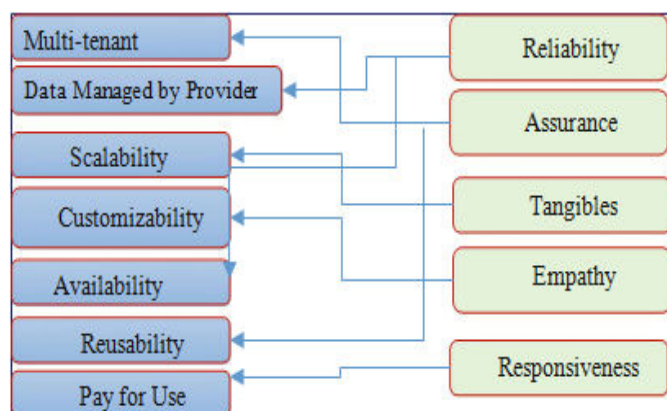 Multi-tenant
Data Managed by Provider
Scalability
Customizability
Availability
Reusability
Pay for Use
Reliability
Assurance
Tangibles
Empathy
Responsiveness